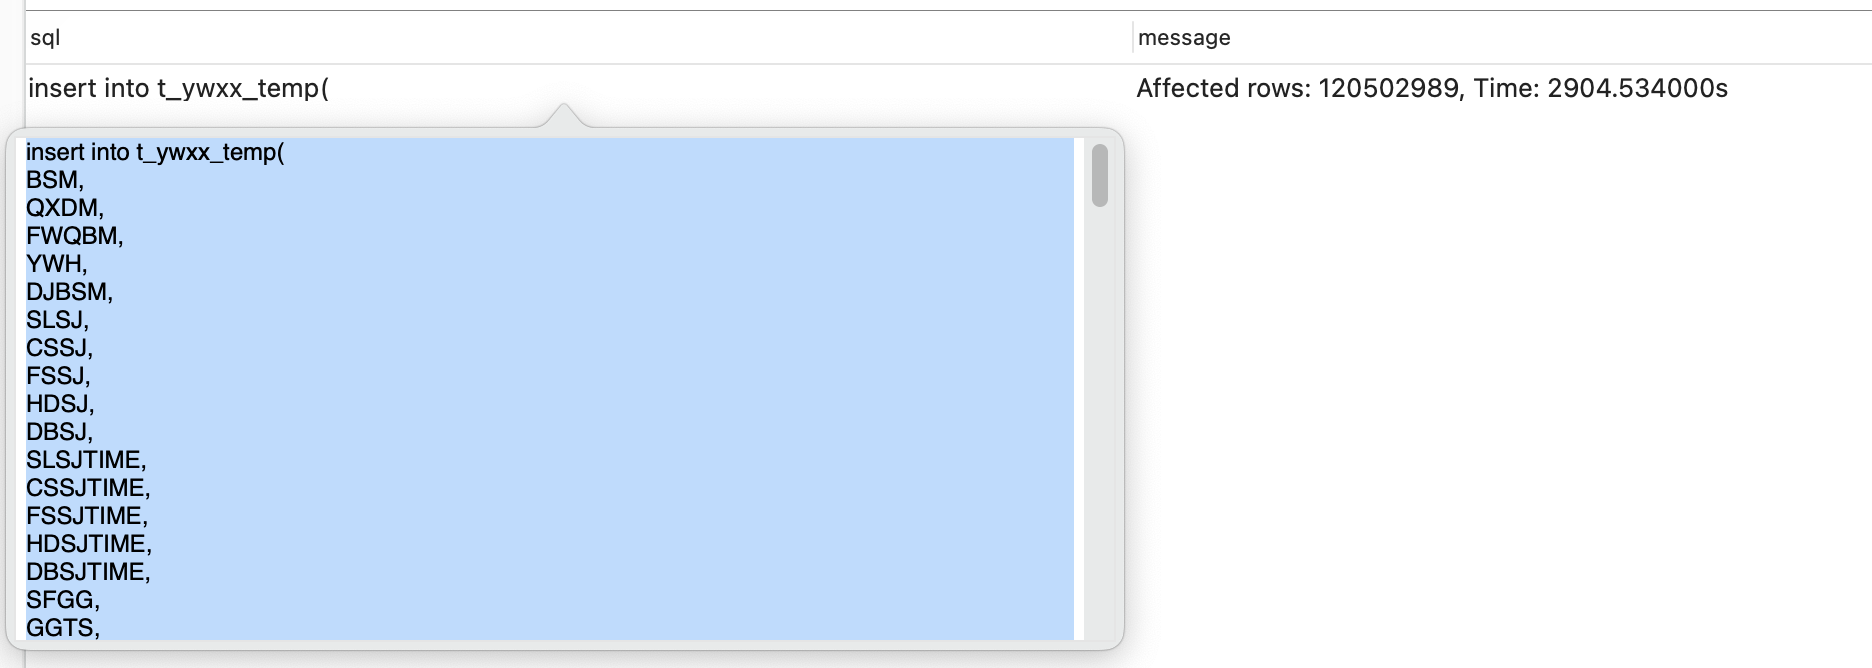 sql
message
insert into t_ywxx_temp(
Affected rows: 120502989, Time: 2904.534000s
insert into t_ywxx_temp(
BSM,
QXDM,
FWQBM,
YWH,
DJBSM,
SLSJ,
CSSJ,
FSSJ,
HDSJ,
DBSJ,
SLSJTIME,
CSSJTIME,
FSSJTIME,
HDSJTIME,
DBSJTIME,
SFGG,
GGTS,